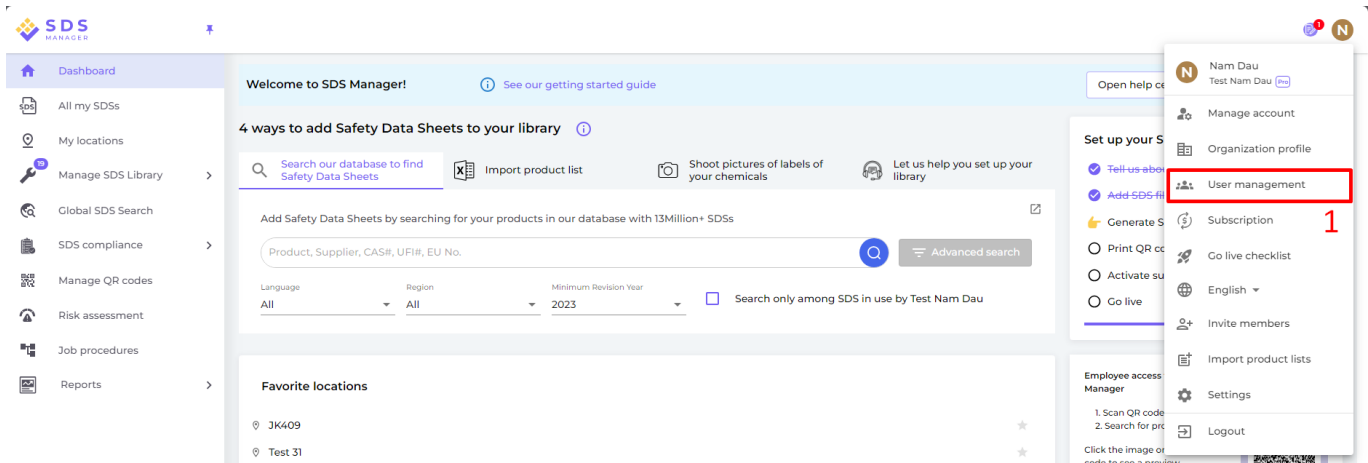 SDS
MANAGER
1
N
Dashboard
SDS
All my SDSs
My locations
19
Manage SDS Library
Global SDS Search
SDS compliance
Manage QR codes
Risk assessment
Job procedures
Reports
Welcome to SDS Manager!
See our getting started guide
Open help
4 ways to add Safety Data Sheets to your library
Search our database to find
Safety Data Sheets
Import product list
Shoot pictures of labels of
your chemicals
Let us help you set up your
library
Add Safety Data Sheets by searching for your products in our database with 13Million+ SDSs
Product, Supplier, CAS#, UFI#, EU No.
Advanced search
Language
All
Region
All
Minimum Revision Year
2023
Search only among SDS in use by Test Nam Dau
Favorite locations
JK409
Test 31
Set up your S
Tell us abo
Add SDS fil
Generate S
Print QR co
Activate su
Go live
Employee access
Manager
1. Scan QR code
2. Search for pro
Click the image or
code to see a preview
N
Nam Dau
Test Nam Dau Pro
Manage account
Organization profile
User management
1
Subscription
Go live checklist
English
Invite members
Import product lists
Settings
Logout